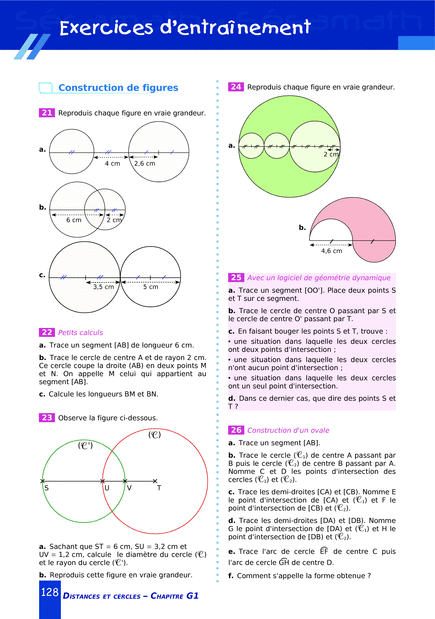 Exercices d'entraînement
Construction de figures
21 Reproduis chaque figure en vraie grandeur.
a.
4 cm
2,6 cm
b.
6 cm
2 cm
c.
3,5 cm
5 cm
22 Petits calculs
a. Trace un segment [AB] de longueur 6 cm.
b. Trace le cercle de centre A et de rayon 2 cm.
Ce cercle coupe la droite (AB) en deux points M
et N. On appelle M celui qui appartient au
segment [AB].
c. Calcule les longueurs BM et BN.
23 Observe la figure ci-dessous.
(𝒞)
(𝒞')
S
U
V
T
a. Sachant que ST = 6 cm, SU = 3,2 cm et
UV = 1,2 cm, calcule le diamètre du cercle (𝒞)
et le rayon du cercle (𝒞').
b. Reproduis cette figure en vraie grandeur.
24 Reproduis chaque figure en vraie grandeur.
a.
2 cm
b.
4,6 cm
25 Avec un logiciel de géométrie dynamique
a. Trace un segment [OO']. Place deux points S
et T sur ce segment.
b. Trace le cercle de centre O passant par S et
le cercle de centre O' passant par T.
c. En faisant bouger les points S et T, trouve :
• une situation dans laquelle les deux cercles
ont deux points d'intersection ;
• une situation dans laquelle les deux cercles
n'ont aucun point d'intersection ;
• une situation dans laquelle les deux cercles
ont un seul point d'intersection.
d. Dans ce dernier cas, que dire des points S et
T ?
26 Construction d'un ovale
a. Trace un segment [AB].
b. Trace le cercle (𝒞₁) de centre A passant par
B puis le cercle (𝒞₂) de centre B passant par A.
Nomme C et D les points d'intersection des
cercles (𝒞₁) et (𝒞₂).
c. Trace les demi-droites [CA) et [CB). Nomme E
le point d'intersection de [CA) et (𝒞₁) et F le
point d'intersection de [CB) et (𝒞₂).
d. Trace les demi-droites [DA) et [DB). Nomme
G le point d'intersection de [DA) et (𝒞₁) et H le
point d'intersection de [DB) et (𝒞₂).
e. Trace l'arc de cercle EF de centre C puis
l'arc de cercle GH de centre D.
f. Comment s'appelle la forme obtenue ?
128 DISTANCES ET CERCLES – CHAPITRE G1